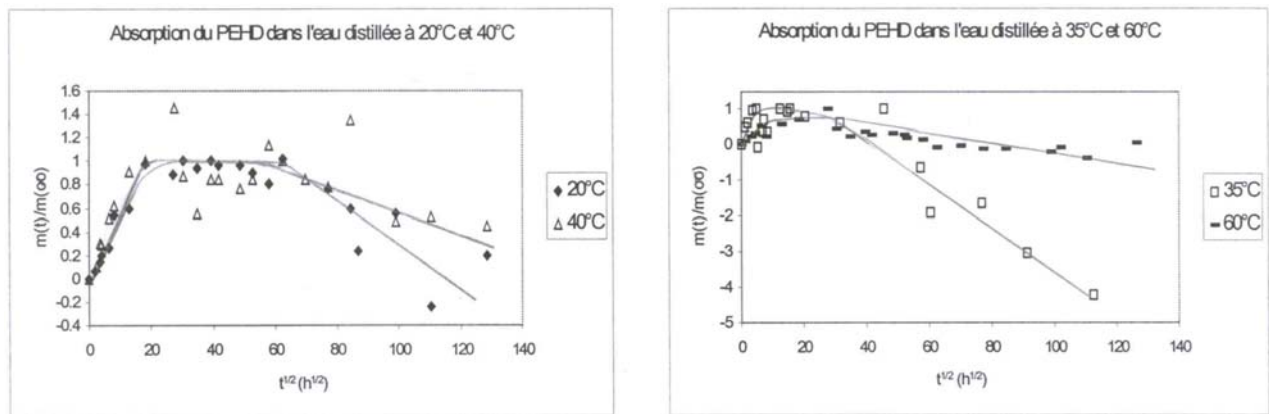 Absorption du PEHD dans l'eau distillée à 20°C et 40°C
1.6
1.4
1.2
1
0.8
0.6
0.4
0.2
0
-0.2
-0.4
m(t)/m(oo)
0 20 40 60 80 100 120 140
t^1/2 (h^1/2)
20°C
40°C
Absorption du PEHD dans l'eau distillée à 35°C et 60°C
1
0
-1
-2
-3
-4
-5
m(t)/m(oo)
0 20 40 60 80 100 120 140
t^1/2 (h^1/2)
35°C
60°C